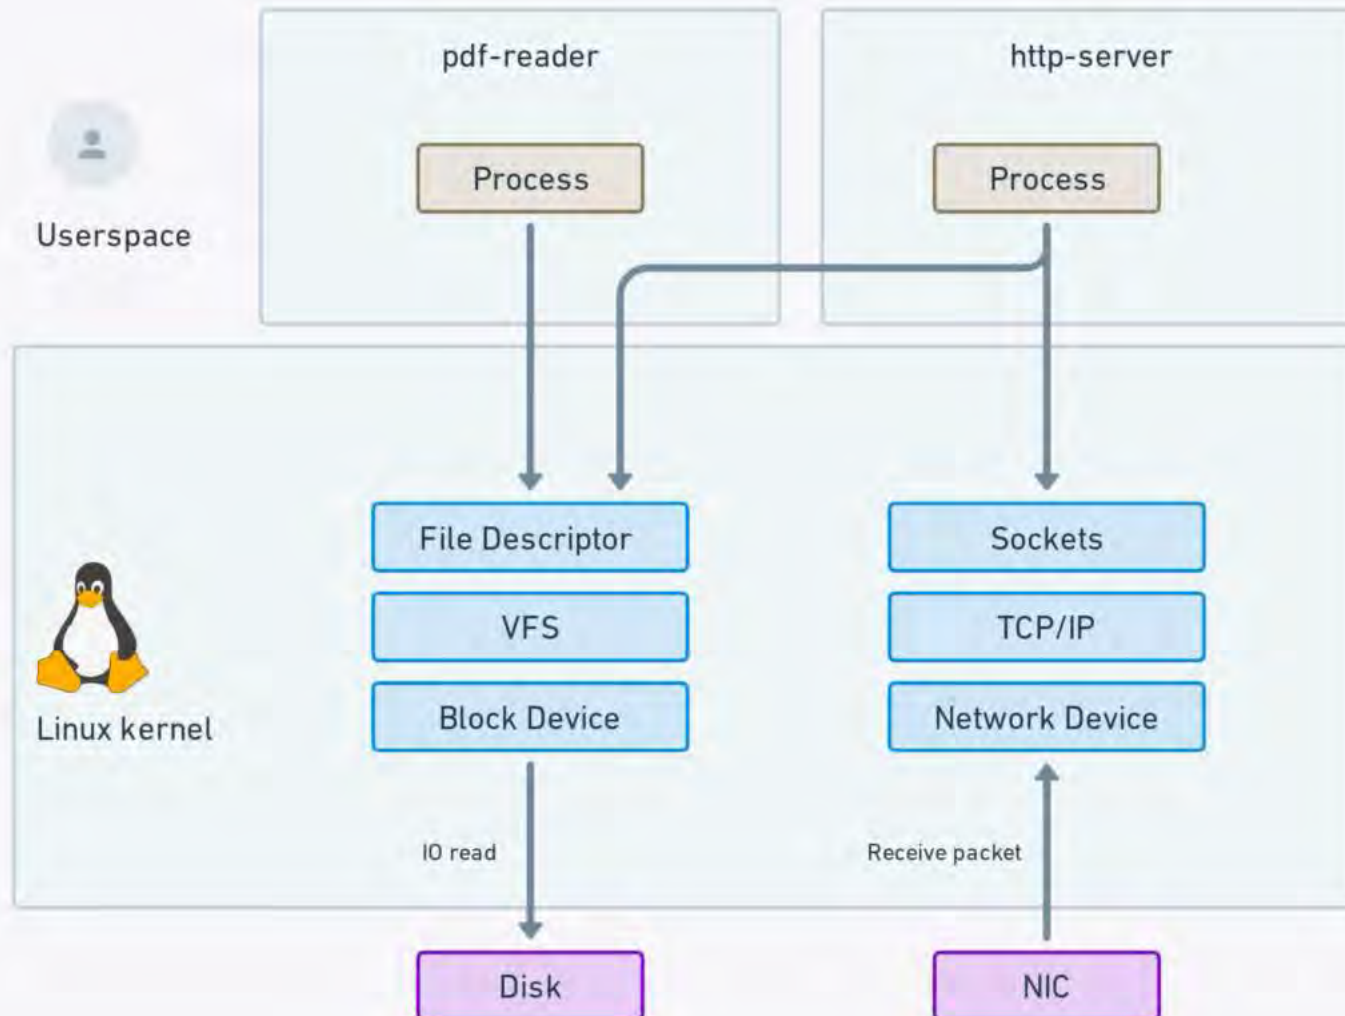 pdf-reader
http-server
Process
Process
Userspace
File Descriptor
Sockets
VFS
TCP/IP
Block Device
Network Device
Linux kernel
IO read
Receive packet
Disk
NIC